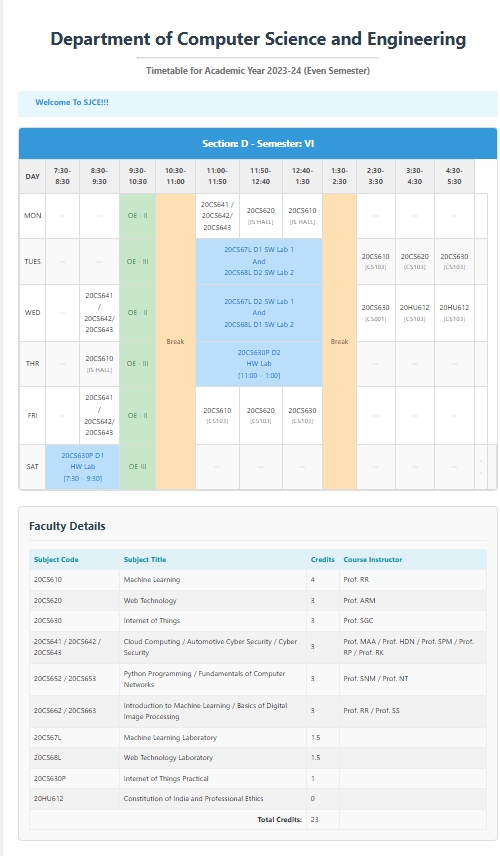 Department of Computer Science and Engineering
Timetable for Academic Year 2023-24 (Even Semester)
Welcome To SJCE!!!
Section: D - Semester: VI
DAY 7:30-8:30 8:30-9:30 9:30-10:30 10:30-11:00 11:00-11:50 11:50-12:40 12:40-1:30 1:30-2:30 2:30-3:30 3:30-4:30 4:30-5:30
MON -- -- OE - II Break 20CS641 / 20CS642/ 20CS643 20CS620 [IS HALL] 20CS610 [IS HALL] Break -- -- --
TUES -- -- OE - III 20CS67L D1 SW Lab 1 And 20CS68L D2 SW Lab 2 20CS610 [CS103] 20CS620 [CS103] 20CS630 [CS103]
WED -- 20CS641 / 20CS642/ 20CS643 OE - II 20CS67L D2 SW Lab 1 And 20CS68L D1 SW Lab 2 20CS630 [CS001] 20HU612 [CS103] 20HU612 [CS103]
THR -- 20CS610 [IS HALL] OE - III 20CS630P D2 HW Lab [11:00 - 1:00] -- -- --
FRI -- 20CS641 / 20CS642/ 20CS643 OE - II 20CS610 [CS103] 20CS620 [CS103] 20CS630 [CS103] -- -- --
SAT 20CS630P D1 HW Lab [7:30 - 9:30] OE-III -- -- -- -- -- -- --
Faculty Details
Subject Code Subject Title Credits Course Instructor
20CS610 Machine Learning 4 Prof. RR
20CS620 Web Technology 3 Prof. ARM
20CS630 Internet of Things 3 Prof. SGC
20CS641 / 20CS642 / 20CS643 Cloud Computing / Automotive Cyber Security / Cyber Security 3 Prof. MAA / Prof. HDN / Prof. SPM / Prof. RP / Prof. RK
20CS652 / 20CS653 Python Programming / Fundamentals of Computer Networks 3 Prof. SNM / Prof. NT
20CS662 / 20CS663 Introduction to Machine Learning / Basics of Digital Image Processing 3 Prof. RR / Prof. SS
20CS67L Machine Learning Laboratory 1.5
20CS68L Web Technology Laboratory 1.5
20CS630P Internet of Things Practical 1
20HU612 Constitution of India and Professional Ethics 0
Total Credits: 23